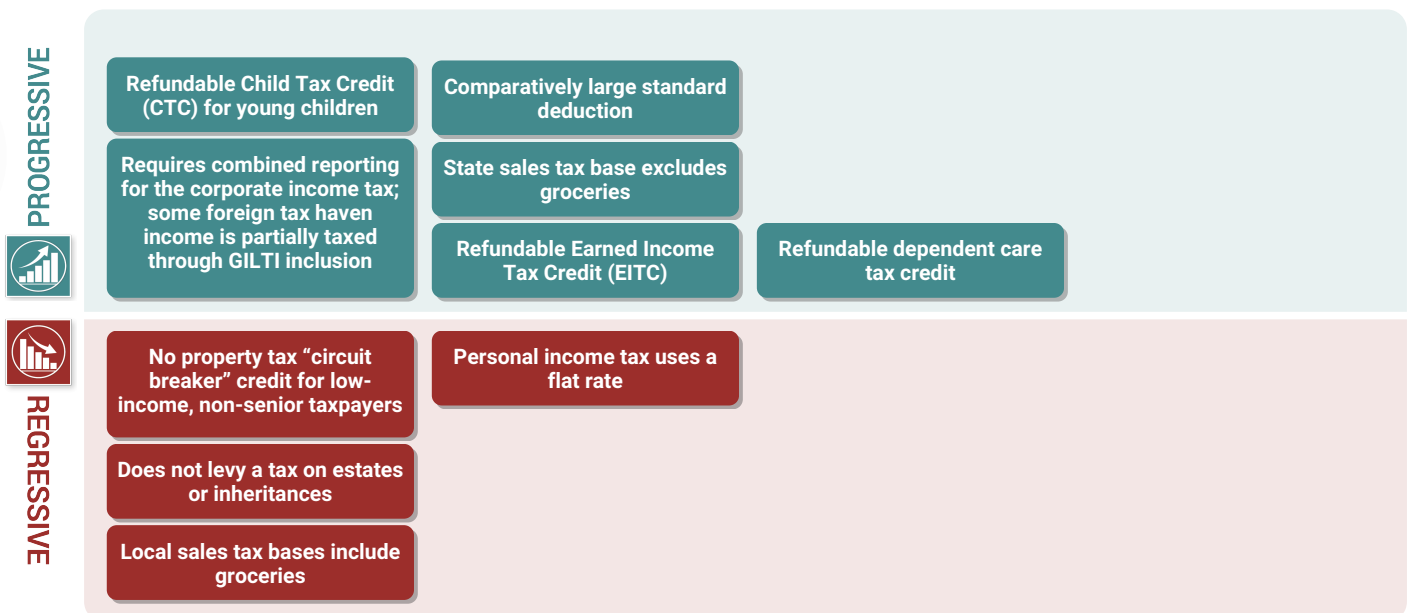 PROGRESSIVE
Refundable Child Tax Credit
(CTC) for young children
Requires combined reporting
for the corporate income tax;
some foreign tax haven
income is partially taxed
through GILTI inclusion
Comparatively large standard
deduction
State sales tax base excludes
groceries
Refundable Earned Income
Tax Credit (EITC)
Refundable dependent care
tax credit
REGRESSIVE
No property tax “circuit
breaker” credit for low-
income, non-senior taxpayers
Does not levy a tax on estates
or inheritances
Local sales tax bases include
groceries
Personal income tax uses a
flat rate